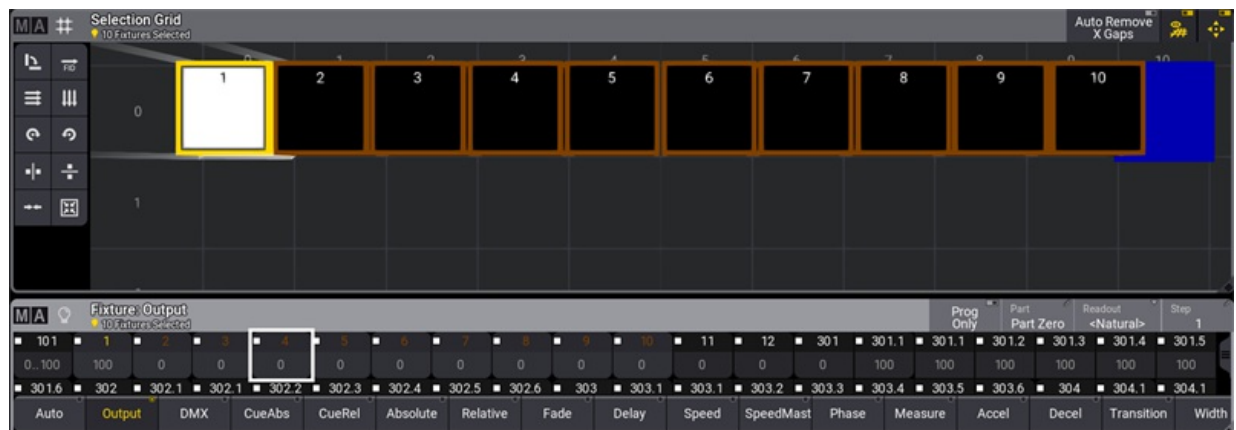 MA Selection Grid Auto Remove
10 Fixtures Selected X Gaps
FID
0 1 2 3 4 5 6 7 8 9 10
0 1 2 3 4 5 6 7 8 9 10
1
MA Fixture: Output Prog Part Readout Step
10 Fixtures Selected Only Part Zero <Natural> 1
101 1 2 3 4 5 6 7 8 9 10 11 12 301 301.1 301.1 301.2 301.3 301.4 301.5
0..100 100 0 0 0 0 0 0 0 0 0 0 0 0 100 100 100 100 100 100
301.6 302 302.1 302.1 302.2 302.3 302.4 302.5 302.6 303 303.1 303.1 303.2 303.3 303.4 303.5 303.6 304 304.1 304.1
Auto Output DMX CueAbs CueRel Absolute Relative Fade Delay Speed SpeedMast Phase Measure Accel Decel Transition Width